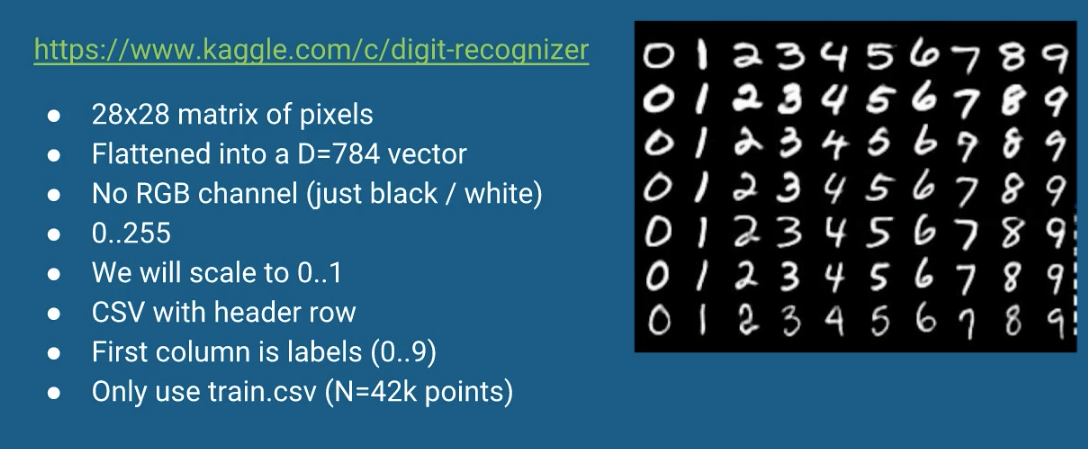 https://www.kaggle.com/c/digit-recognizer
● 28x28 matrix of pixels
● Flattened into a D=784 vector
● No RGB channel (just black / white)
● 0..255
● We will scale to 0..1
● CSV with header row
● First column is labels (0..9)
● Only use train.csv (N=42k points)
0 1 2 3 4 5 6 7 8 9
0 1 2 3 4 5 6 7 8 9
0 1 2 3 4 5 6 7 8 9
0 1 2 3 4 5 6 7 8 9
0 1 2 3 4 5 6 7 8 9
0 1 2 3 4 5 6 7 8 9
0 1 2 3 4 5 6 7 8 9